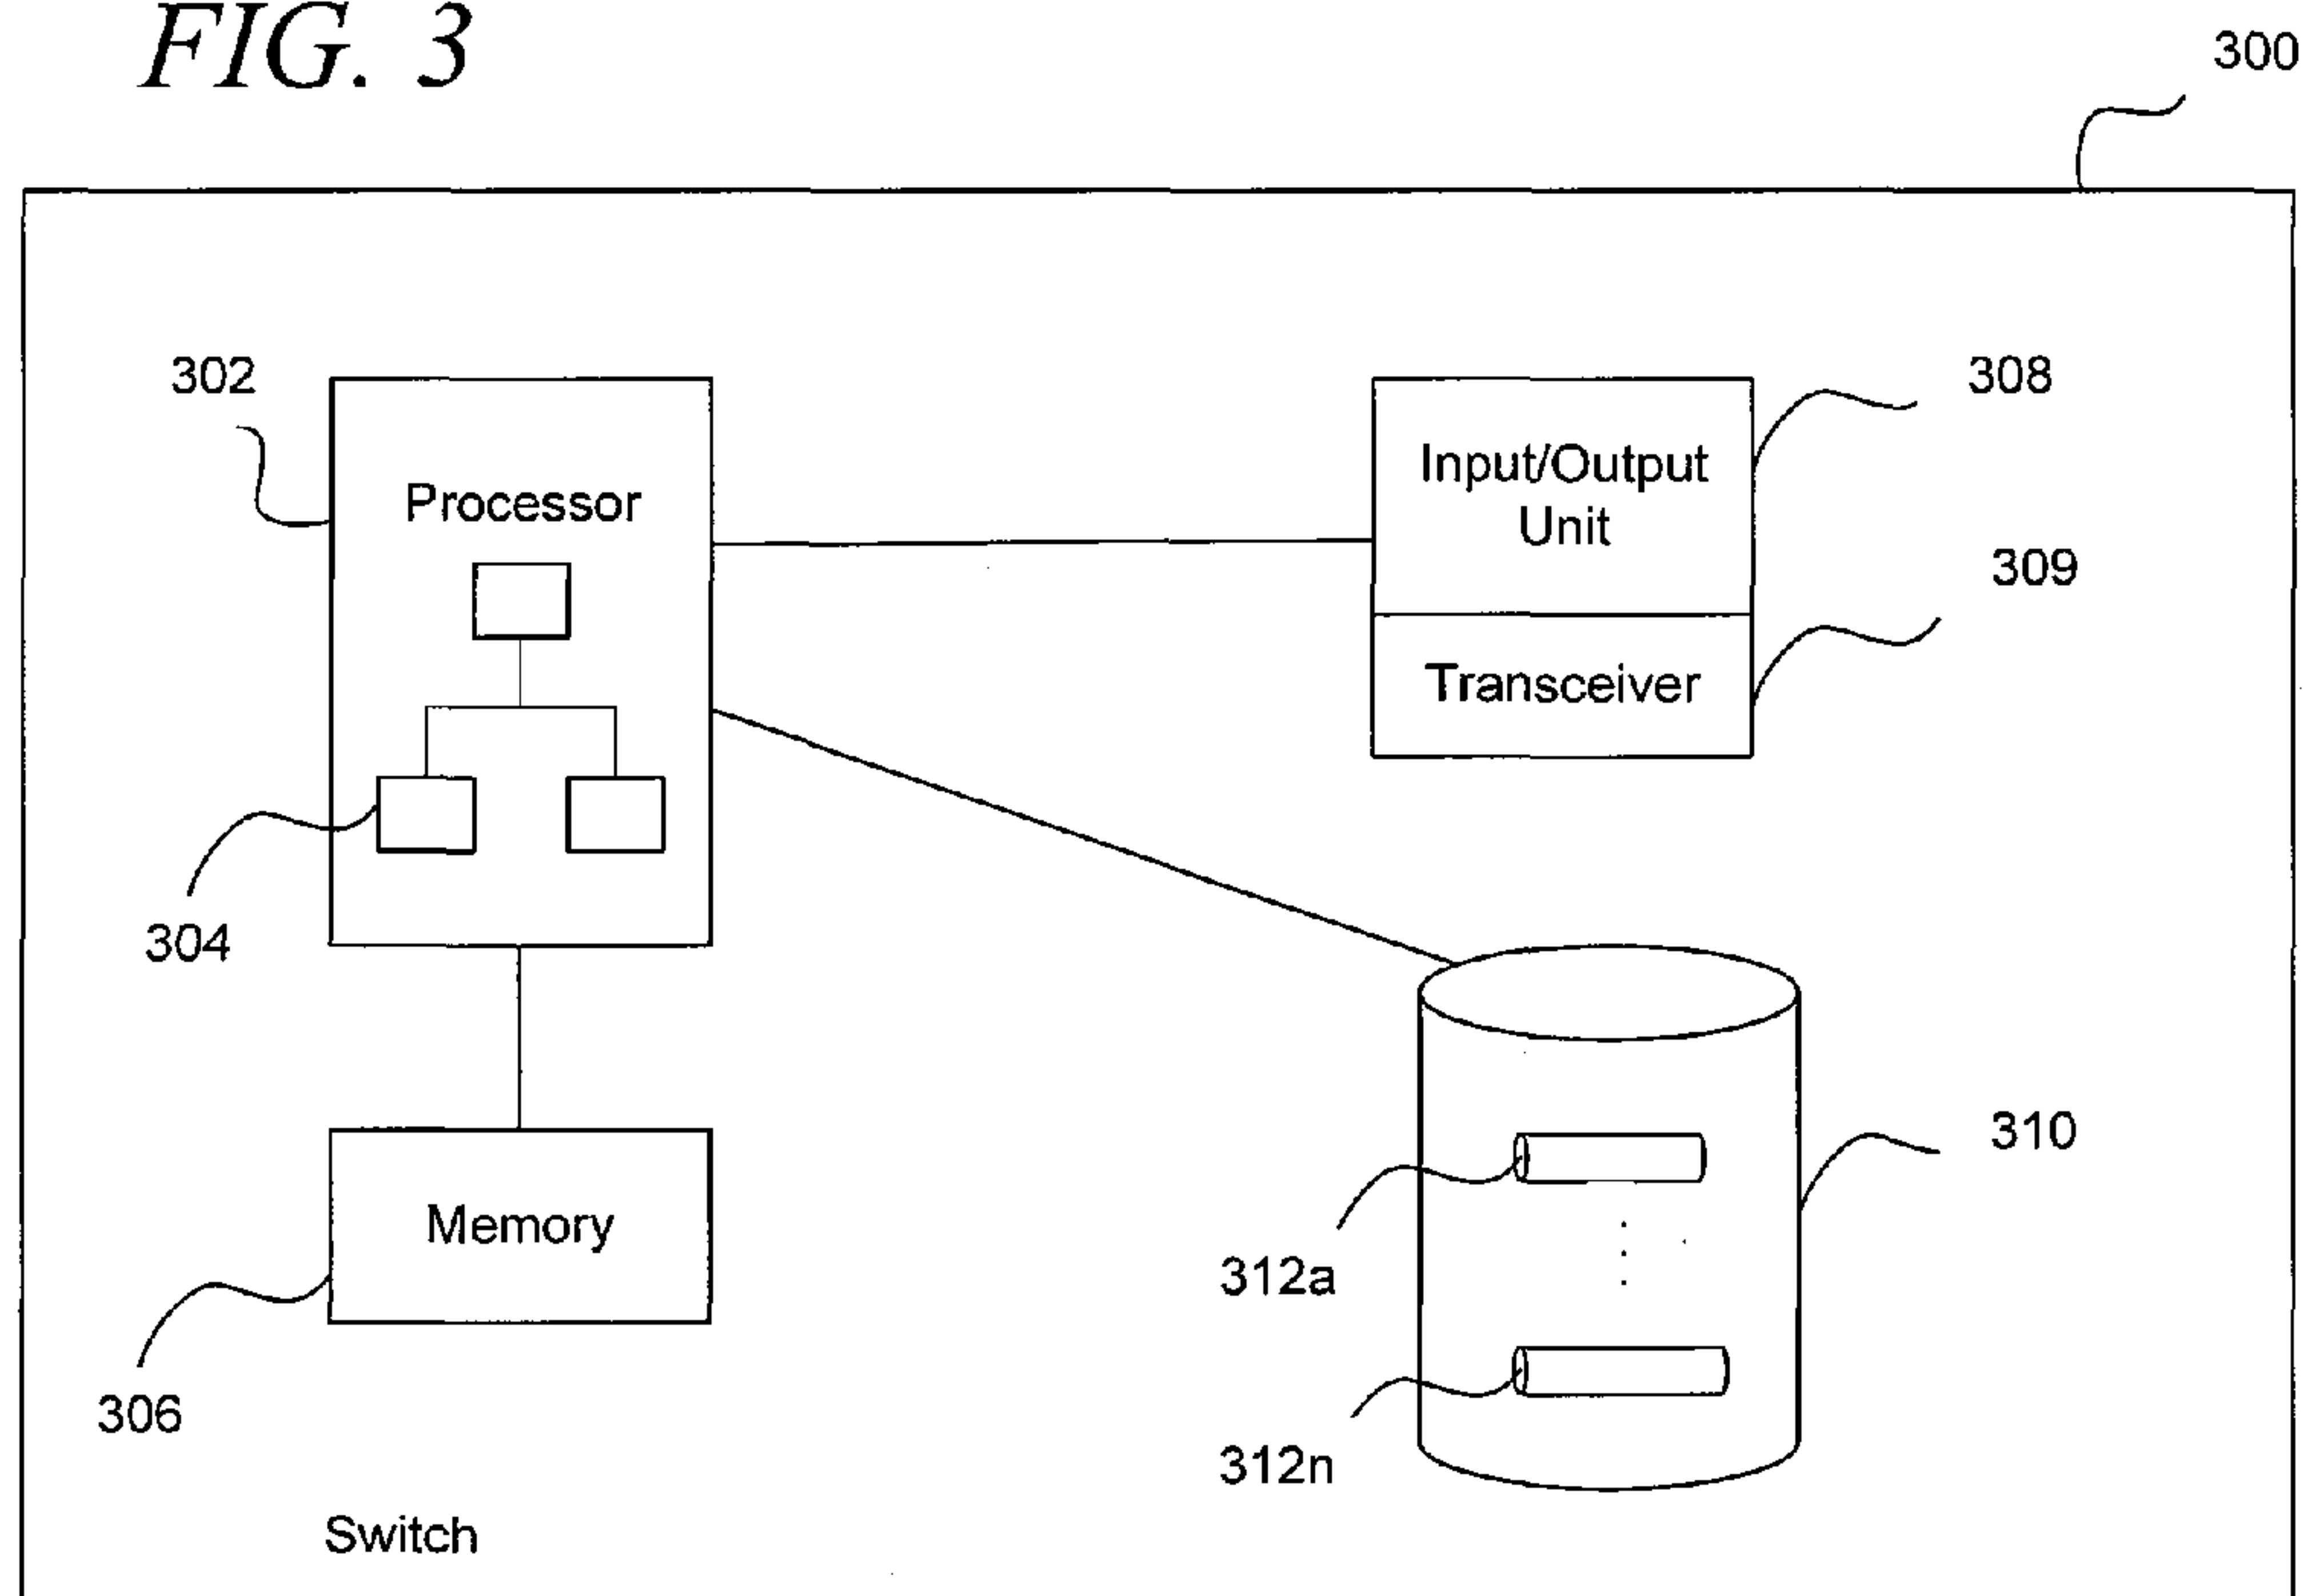 FIG. 3
300
302
308
Processor
Input/Output
Unit
309
Transceiver
304
310
Memory
312a
306
312n
Switch